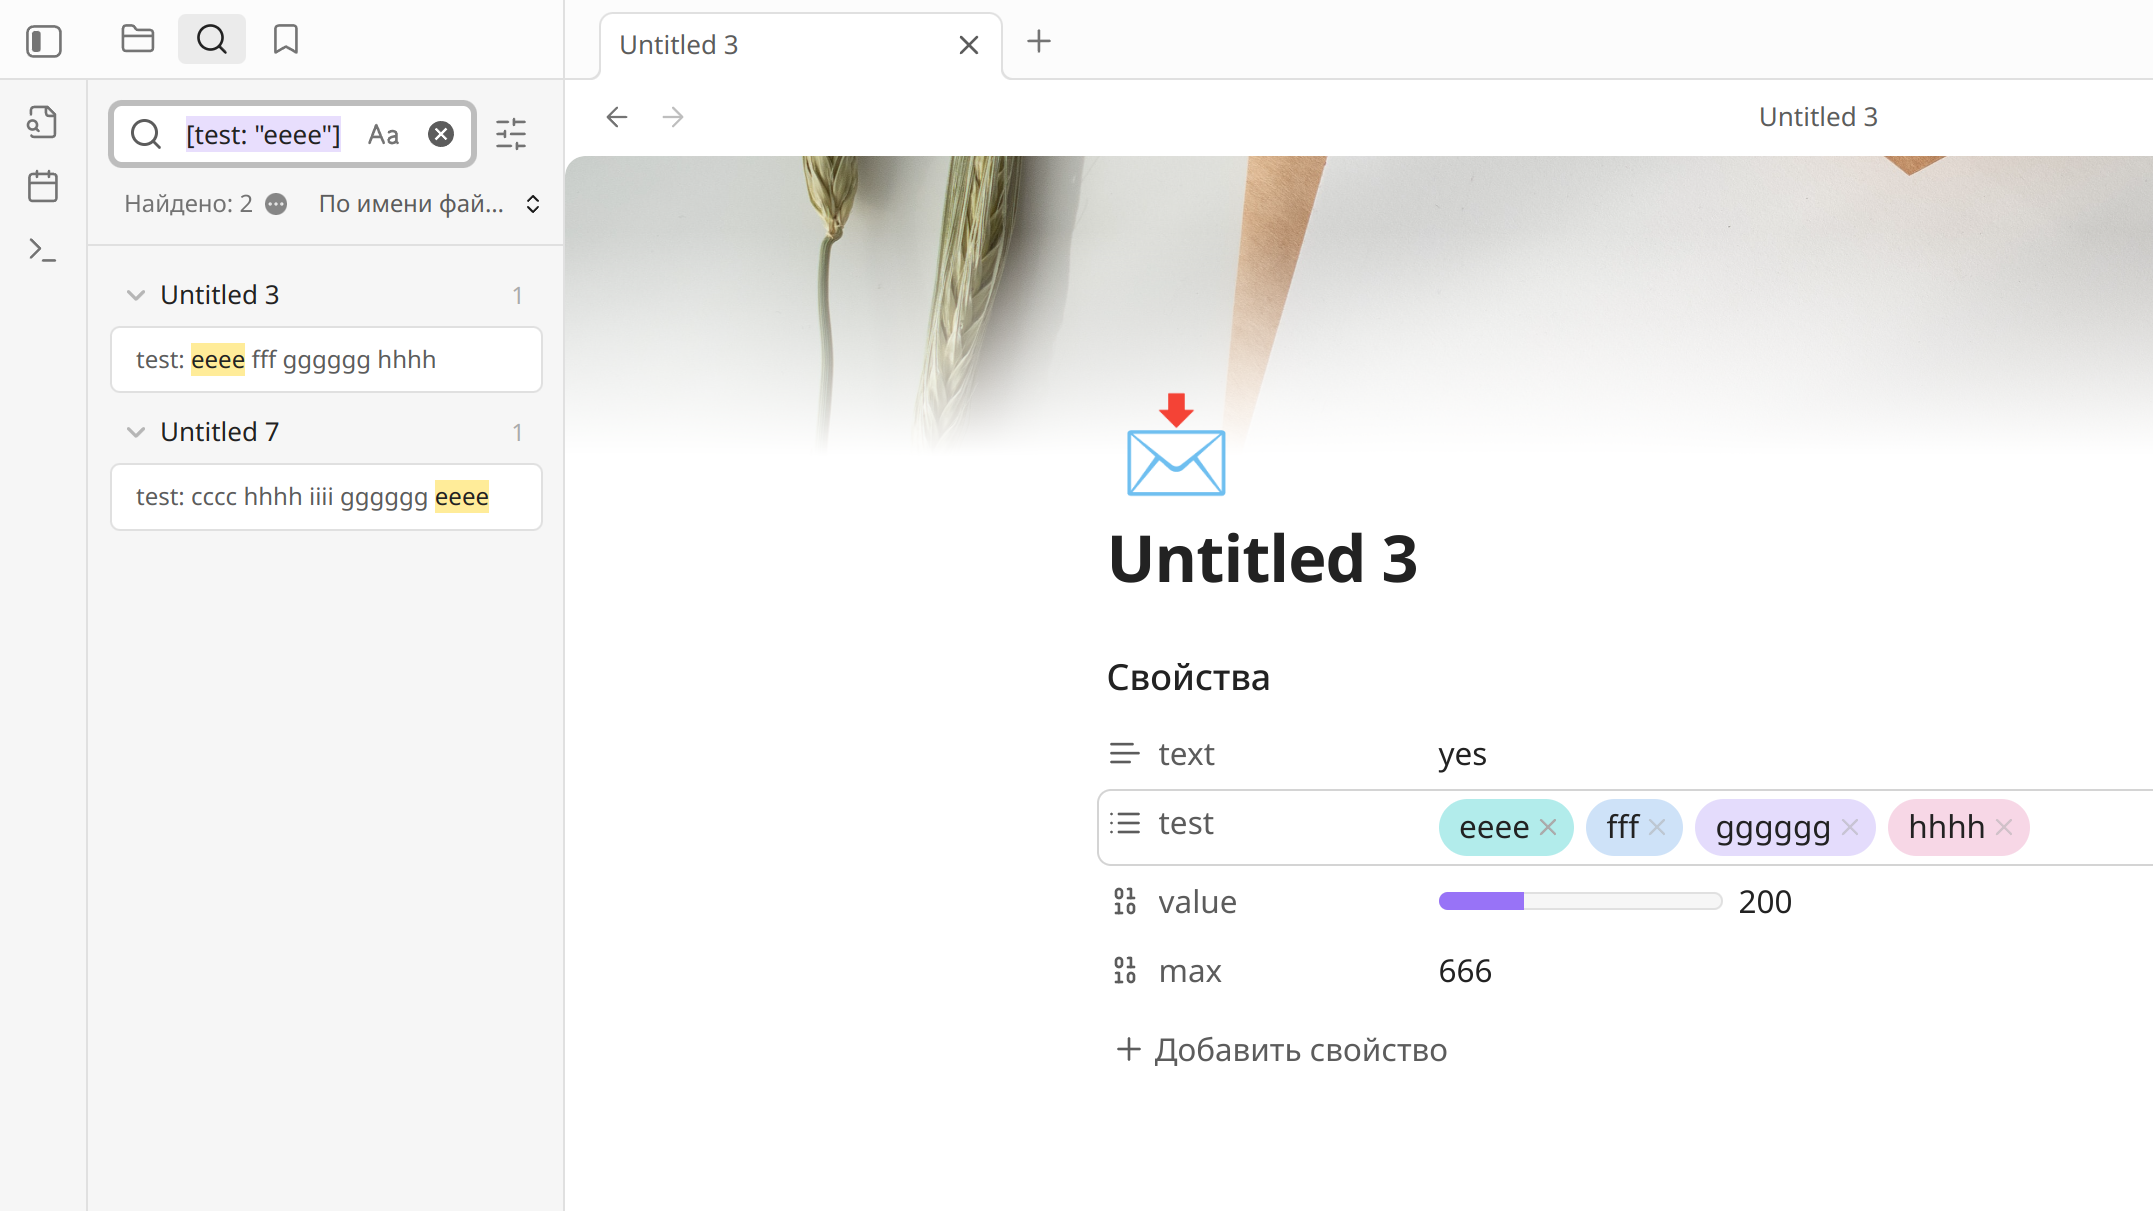 Untitled 3
[test: "eeee"] Aa
Найдено: 2 По имени фай...
Untitled 3 1
test: eeee fff gggggg hhhh
Untitled 7 1
test: cccc hhhh iiii gggggg eeee
Untitled 3
Untitled 3
Свойства
text yes
test eeee fff gggggg hhhh
value 200
max 666
Добавить свойство